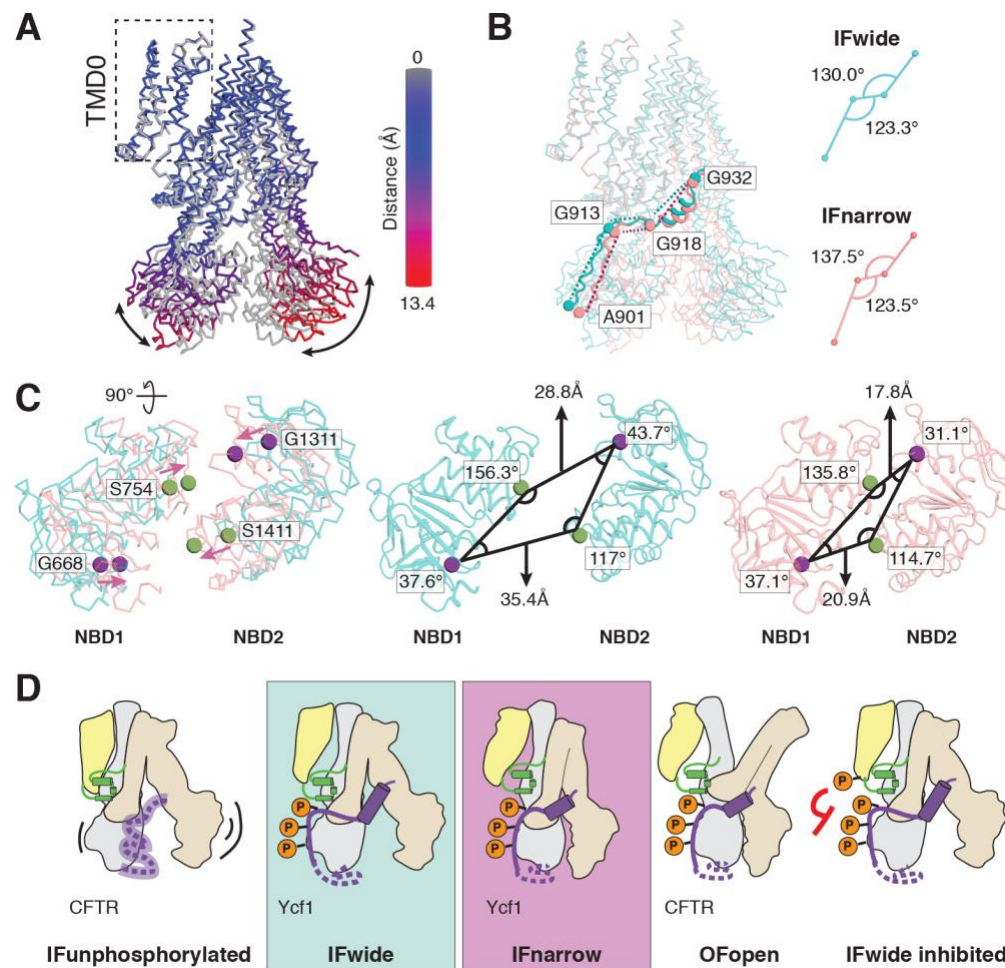 A
TMD0
0
Distance (Å)
13.4
B
G913
G932
G918
A901
IFwide
130.0°
123.3°
IFnarrow
137.5°
123.5°
C
90°
G1311
S754
S1411
G668
NBD1 NBD2
28.8Å
43.7°
156.3°
37.6°
117°
35.4Å
NBD1 NBD2
17.8Å
31.1°
135.8°
37.1°
114.7°
20.9Å
NBD1 NBD2
D
CFTR
IFunphosphorylated
P
P
P
Ycf1
IFwide
P
P
P
Ycf1
IFnarrow
P
P
P
CFTR
OFopen
P
P
P
P
IFwide inhibited